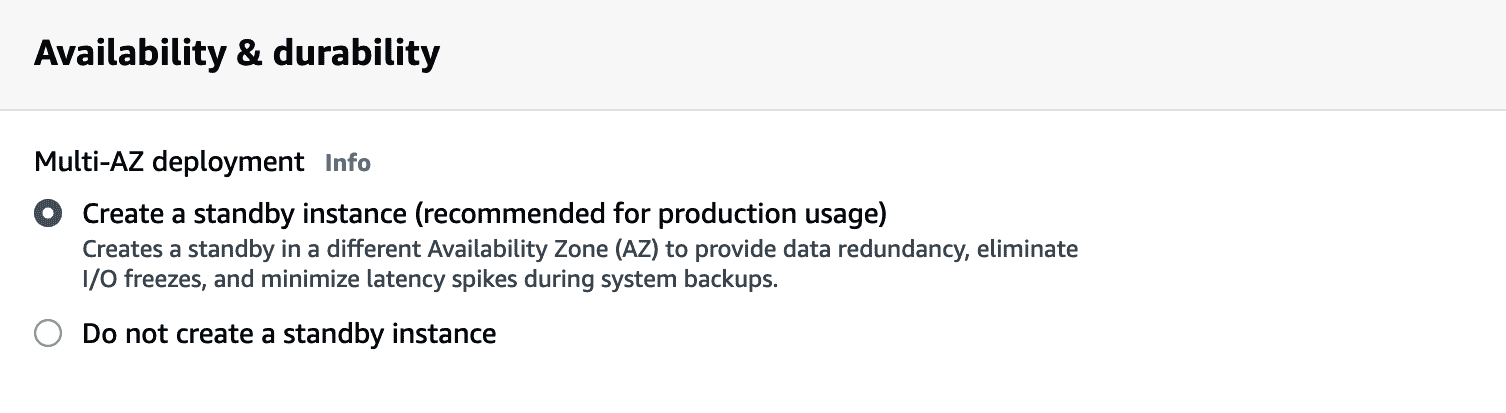 Availability & durability
Multi-AZ deployment Info
Create a standby instance (recommended for production usage)
Creates a standby in a different Availability Zone (AZ) to provide data redundancy, eliminate
I/O freezes, and minimize latency spikes during system backups.
Do not create a standby instance